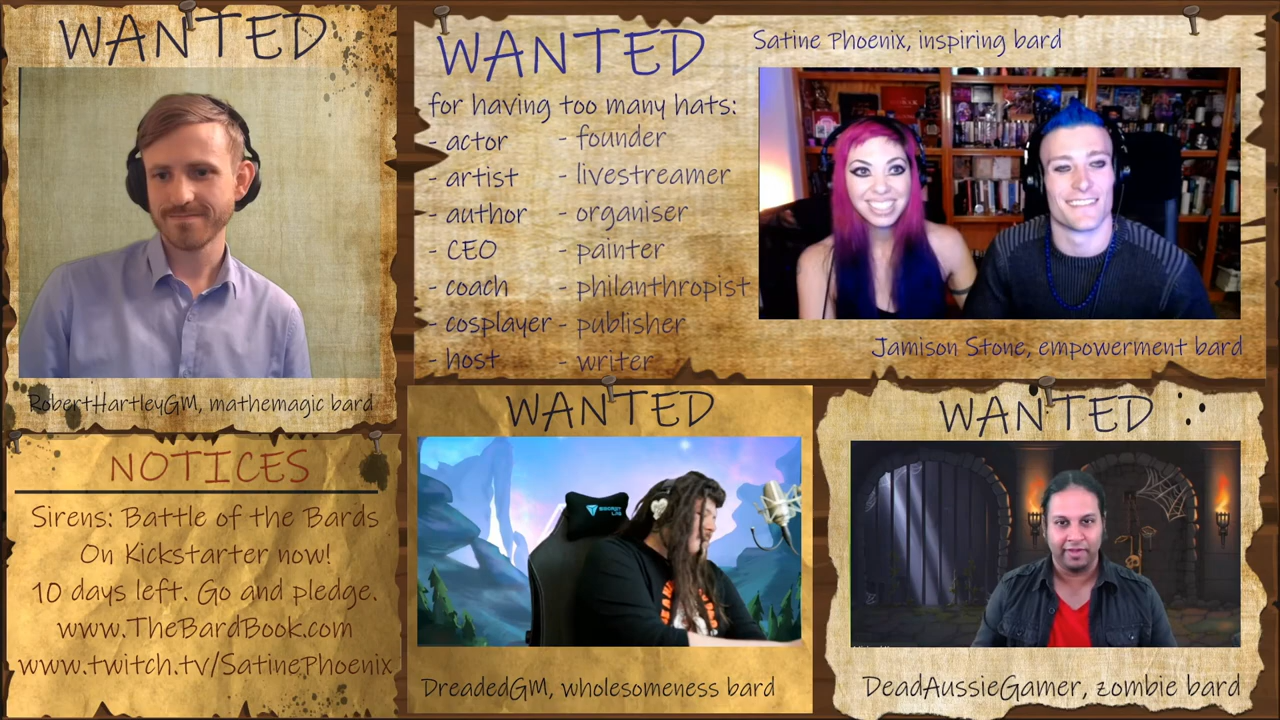 WANTED
RobertHartleyGM, mathemagic bard
WANTED
for having too many hats:
- actor
- artist
- author
- CEO
- coach
- cosplayer
- host
- founder
- livestreamer
- organiser
- painter
- philanthropist
- publisher
- writer
Satine Phoenix, inspiring bard
Jamison Stone, empowerment bard
NOTICES
Sirens: Battle of the Bards
On Kickstarter now!
10 days left. Go and pledge.
www.TheBardBook.com
www.twitch.tv/SatinePhoenix
WANTED
SECRET
LAB
DreadedGM, wholesomeness bard
WANTED
DeadAussieGamer, zombie bard